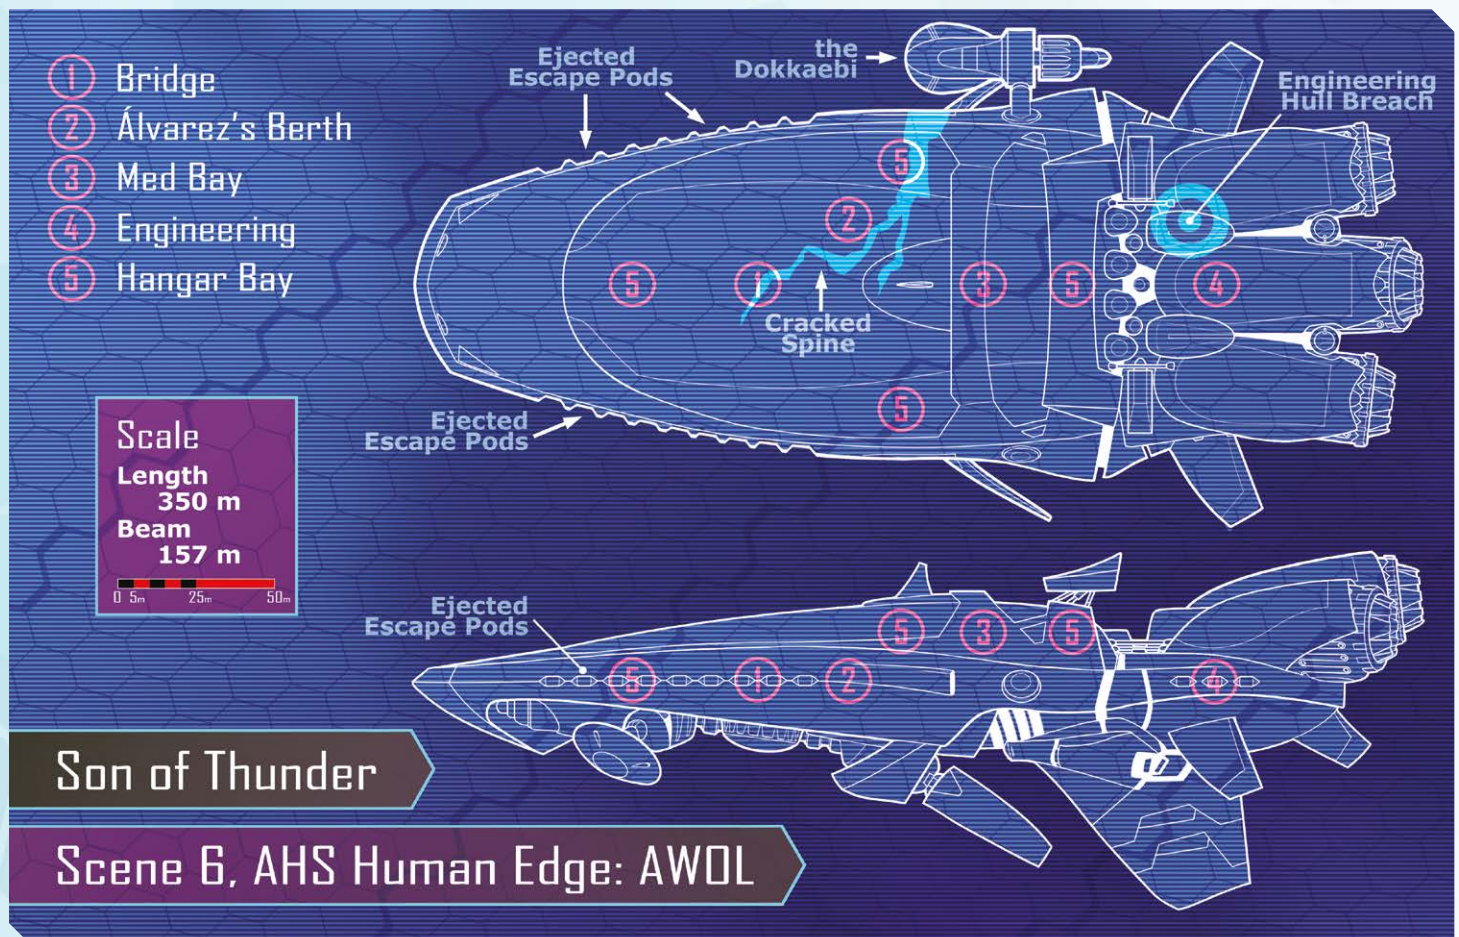 1 Bridge
2 Álvarez's Berth
3 Med Bay
4 Engineering
5 Hangar Bay
Ejected
Escape Pods
the
Dokkaebi
Engineering
Hull Breach
5
2
5
1
3
5
4
Cracked
Spine
5
Ejected
Escape Pods
Scale
Length
350 m
Beam
157 m
0 5m 25m 50m
Ejected
Escape Pods
5
3
5
5
1
2
4
Son of Thunder
Scene 6, AHS Human Edge: AWOL